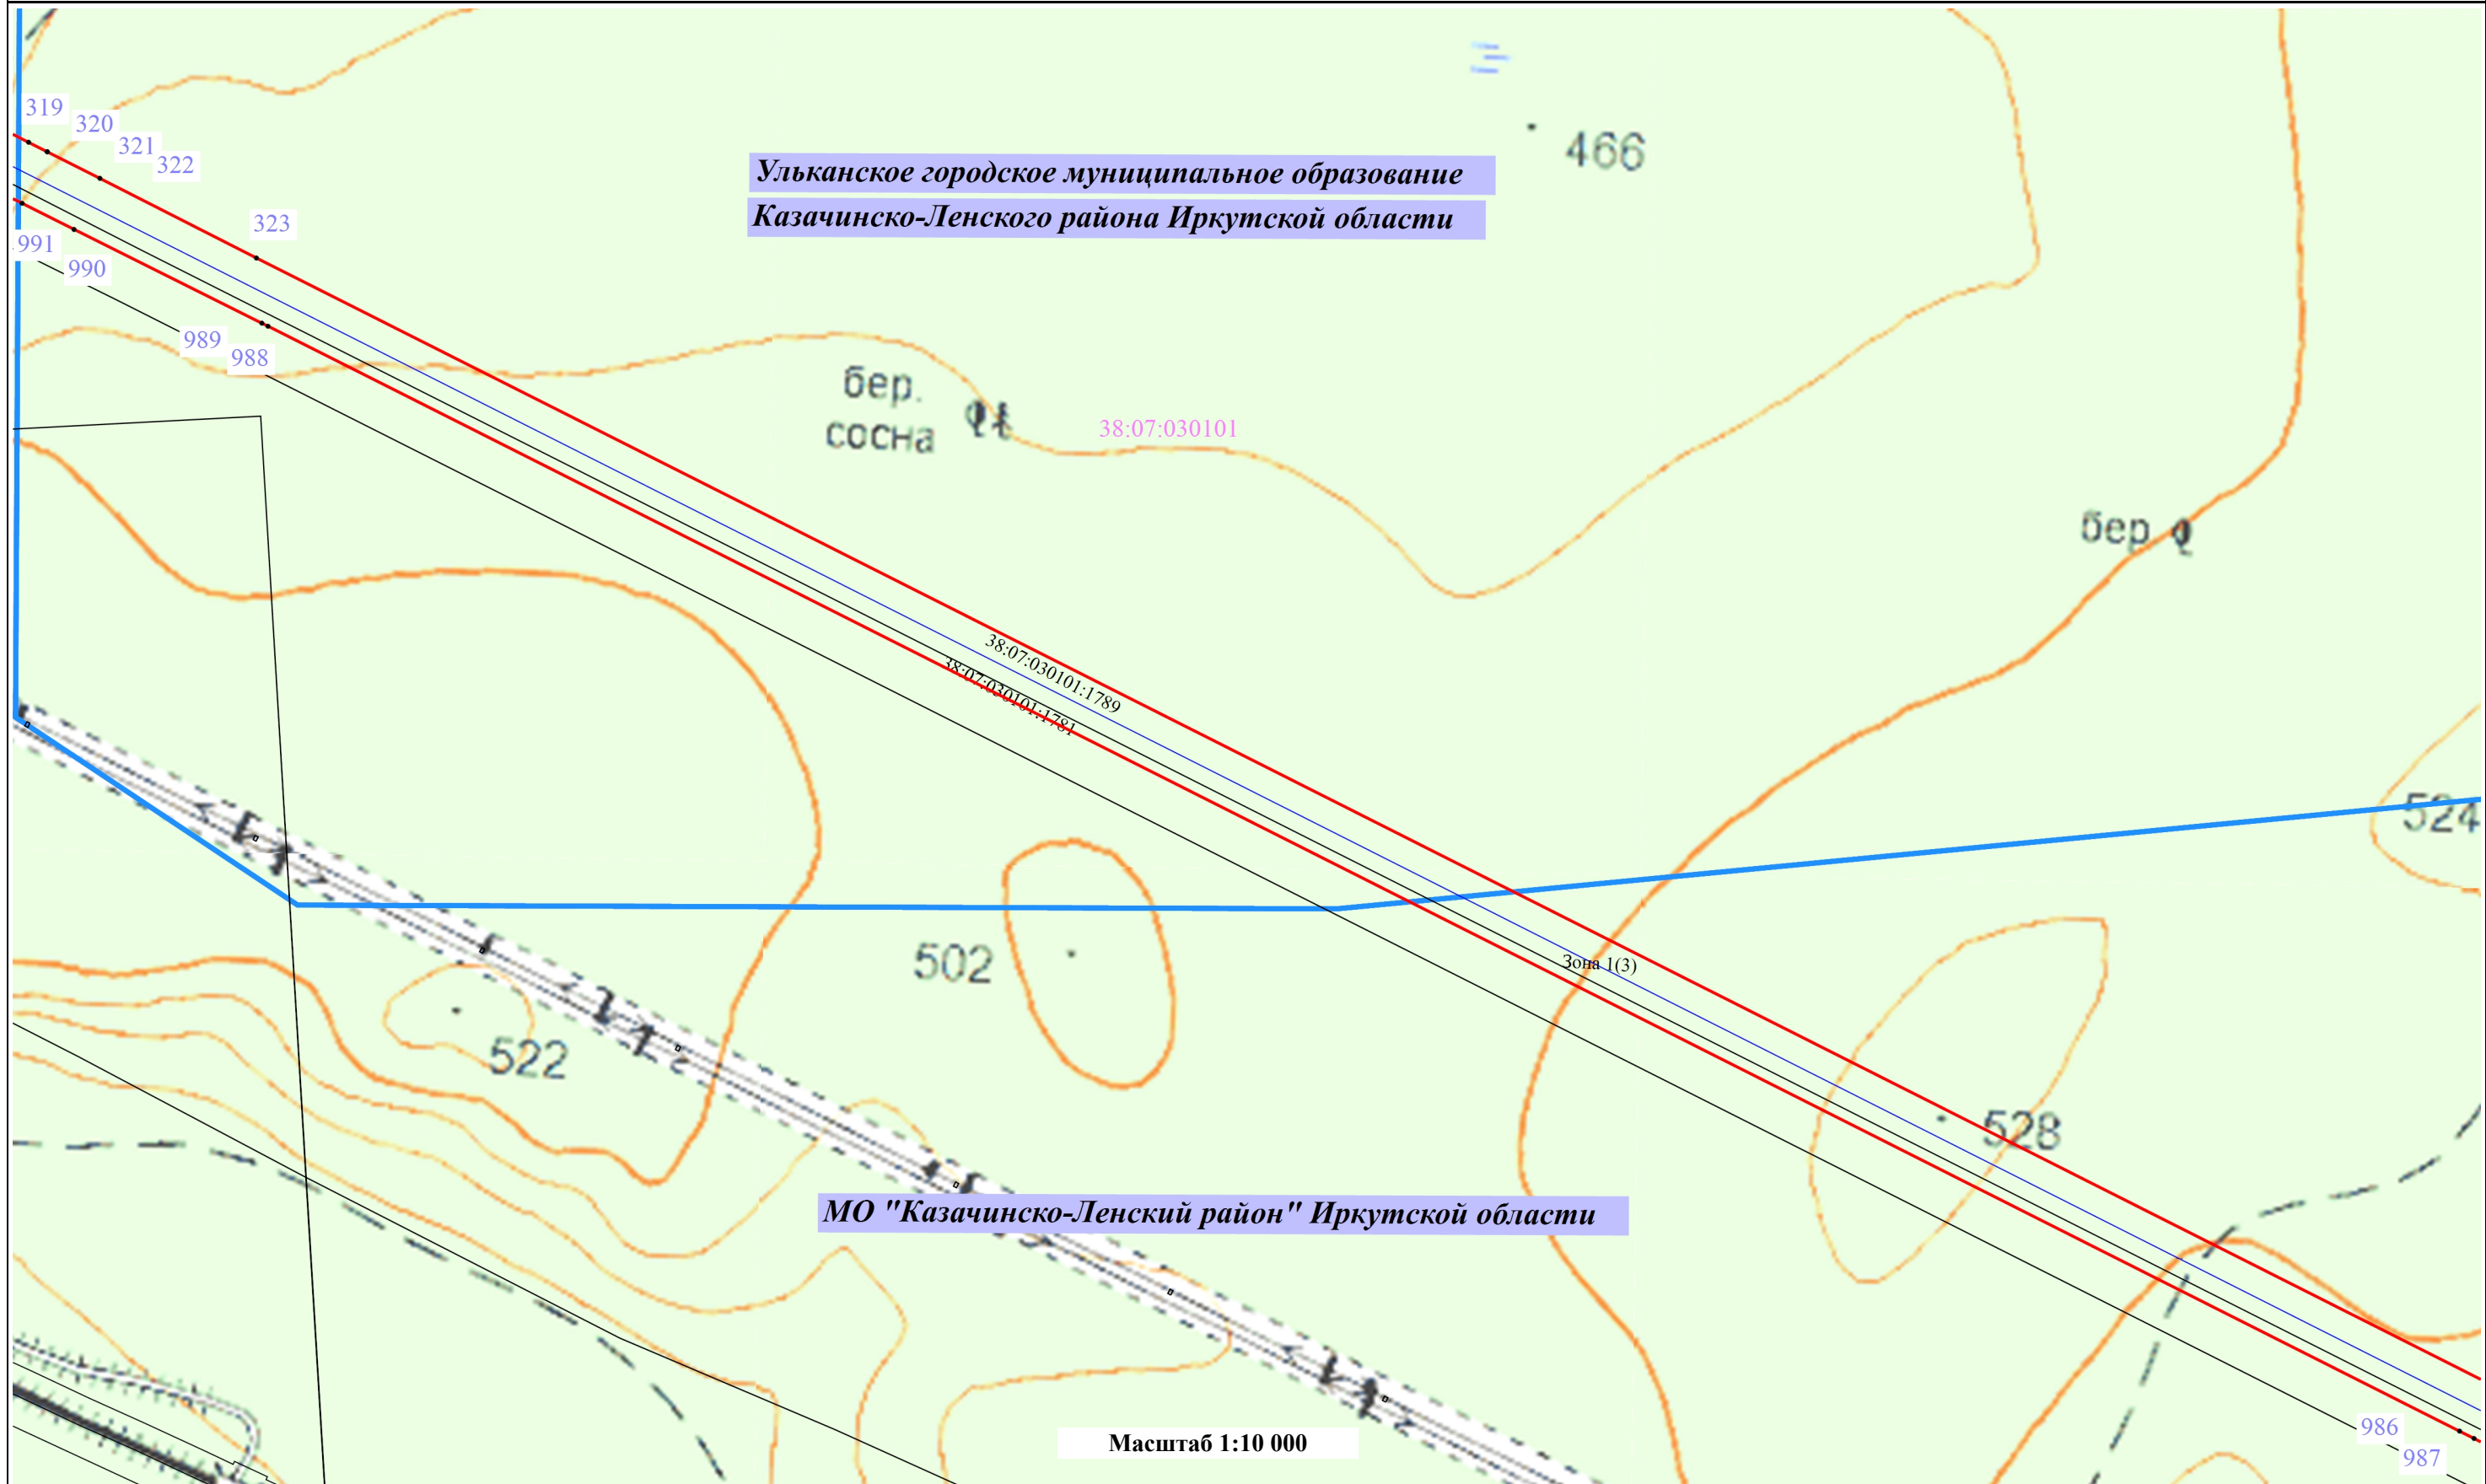 319
320
321
322
466
Ульканское городское муниципальное образование
Казачинско-Ленского района Иркутской области
323
991
990
989
988
бер.
сосна
38:07:030101
бер
38:07:030101:1789
38:07:030101:1781
524
502
Зона 1(3)
522
528
МО "Казачинско-Ленский район" Иркутской области
986
Масштаб 1:10 000
987